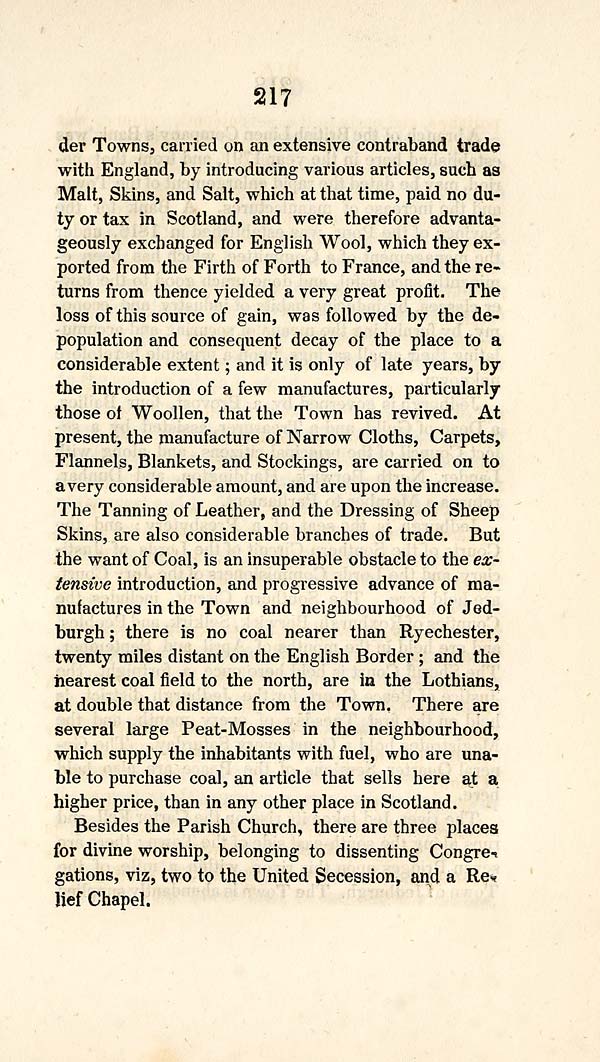 217
der Towns, carried on an extensive contraband trade
with England, by introducing various articles, such as
Malt, Skins, and Salt, which at that time, paid no du-
ty or tax in Scotland, and were therefore advanta-
geously exchanged for English Wool, which they ex-
ported from the Firth of Forth to France, and the re-
turns from thence yielded a very great profit. The
loss of this source of gain, was followed by the de-
population and consequent decay of the place to a
considerable extent ; and it is only of late years, by
the introduction of a few manufactures, particularly
those of Woollen, that the Town has revived. At
present, the manufacture of Narrow Cloths, Carpets,
Flannels, Blankets, and Stockings, are carried on to
a very considerable amount, and are upon the increase.
The Tanning of Leather, and the Dressing of Sheep
Skins, are also considerable branches of trade. But
the want of Coal, is an insuperable obstacle to the ex-
tensive introduction, and progressive advance of ma-
nufactures in the Town and neighbourhood of Jed-
burgh ; there is no coal nearer than Ryechester,
twenty miles distant on the English Border ; and the
nearest coal field to the north, are in the Lothians,
at double that distance from the Town. There are
several large Peat-Mosses in the neighbourhood,
which supply the inhabitants with fuel, who are una-
ble to purchase coal, an article that sells here at a
higher price, than in any other place in Scotland.
Besides the Parish Church, there are three places
for divine worship, belonging to dissenting Congre-
gations, viz, two to the United Secession, and a Re-
lief Chapel.